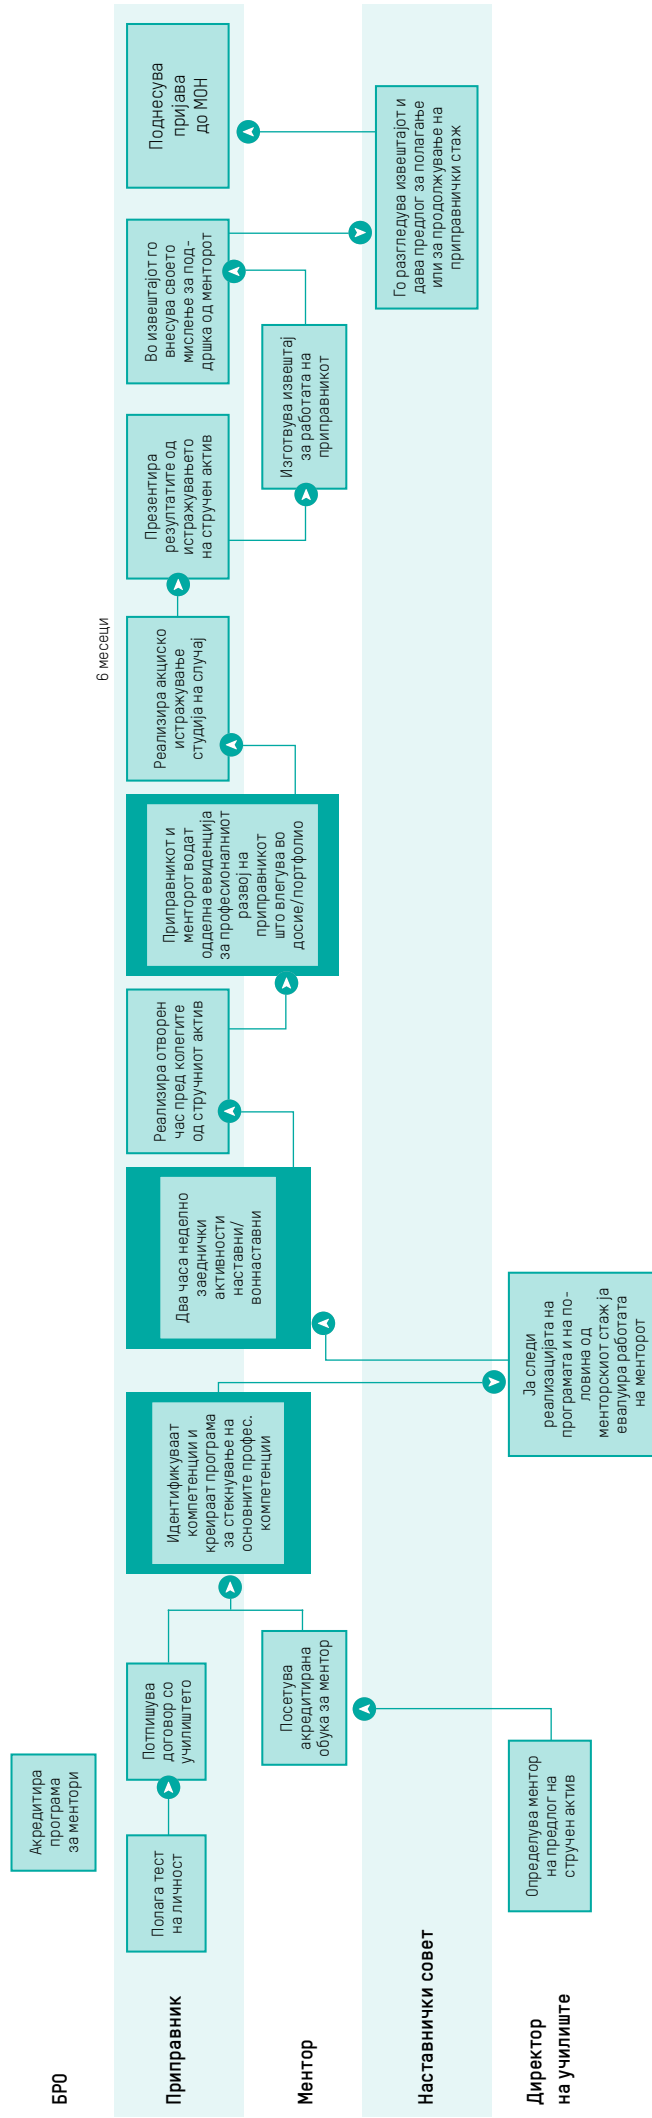 БРО
Акредитира
програма
за ментори
Приправник
Полага тест
на личност
Потпишува
договор со
училиштето
Идентификуваат
компетенции и
креираат програма
за стекнување на
основните профес.
компетенции
Два часа неделно
заеднички
активности
наставни/
воннаставни
Реализира отворен
час пред колегите
од стручниот актив
Приправникот и
менторот водат
одделна евиденција
за професионалниот
развој на
приправникот
што влегува во
досие/портфолио
Реализира акциско
истражување
студија на случај
6 месеци
Презентира
резултатите од
истражувањето
на стручен актив
Во извештајот го
внесува своето
мислење за под-
дршка од менторот
Поднесува
пријава
до МОН
Ментор
Посетува
акредитирана
обука за ментор
Изготвува извештај
за работата на
приправникот
Наставнички совет
Го разгледува извештајот и
дава предлог за полагање
или за продолжување на
приправнички стаж
Директор
на училиште
Определува ментор
на предлог на
стручен актив
Ја следи
реализацијата на
програмата и на по-
ловина од
менторскиот стаж ја
евалуира работата
на менторот